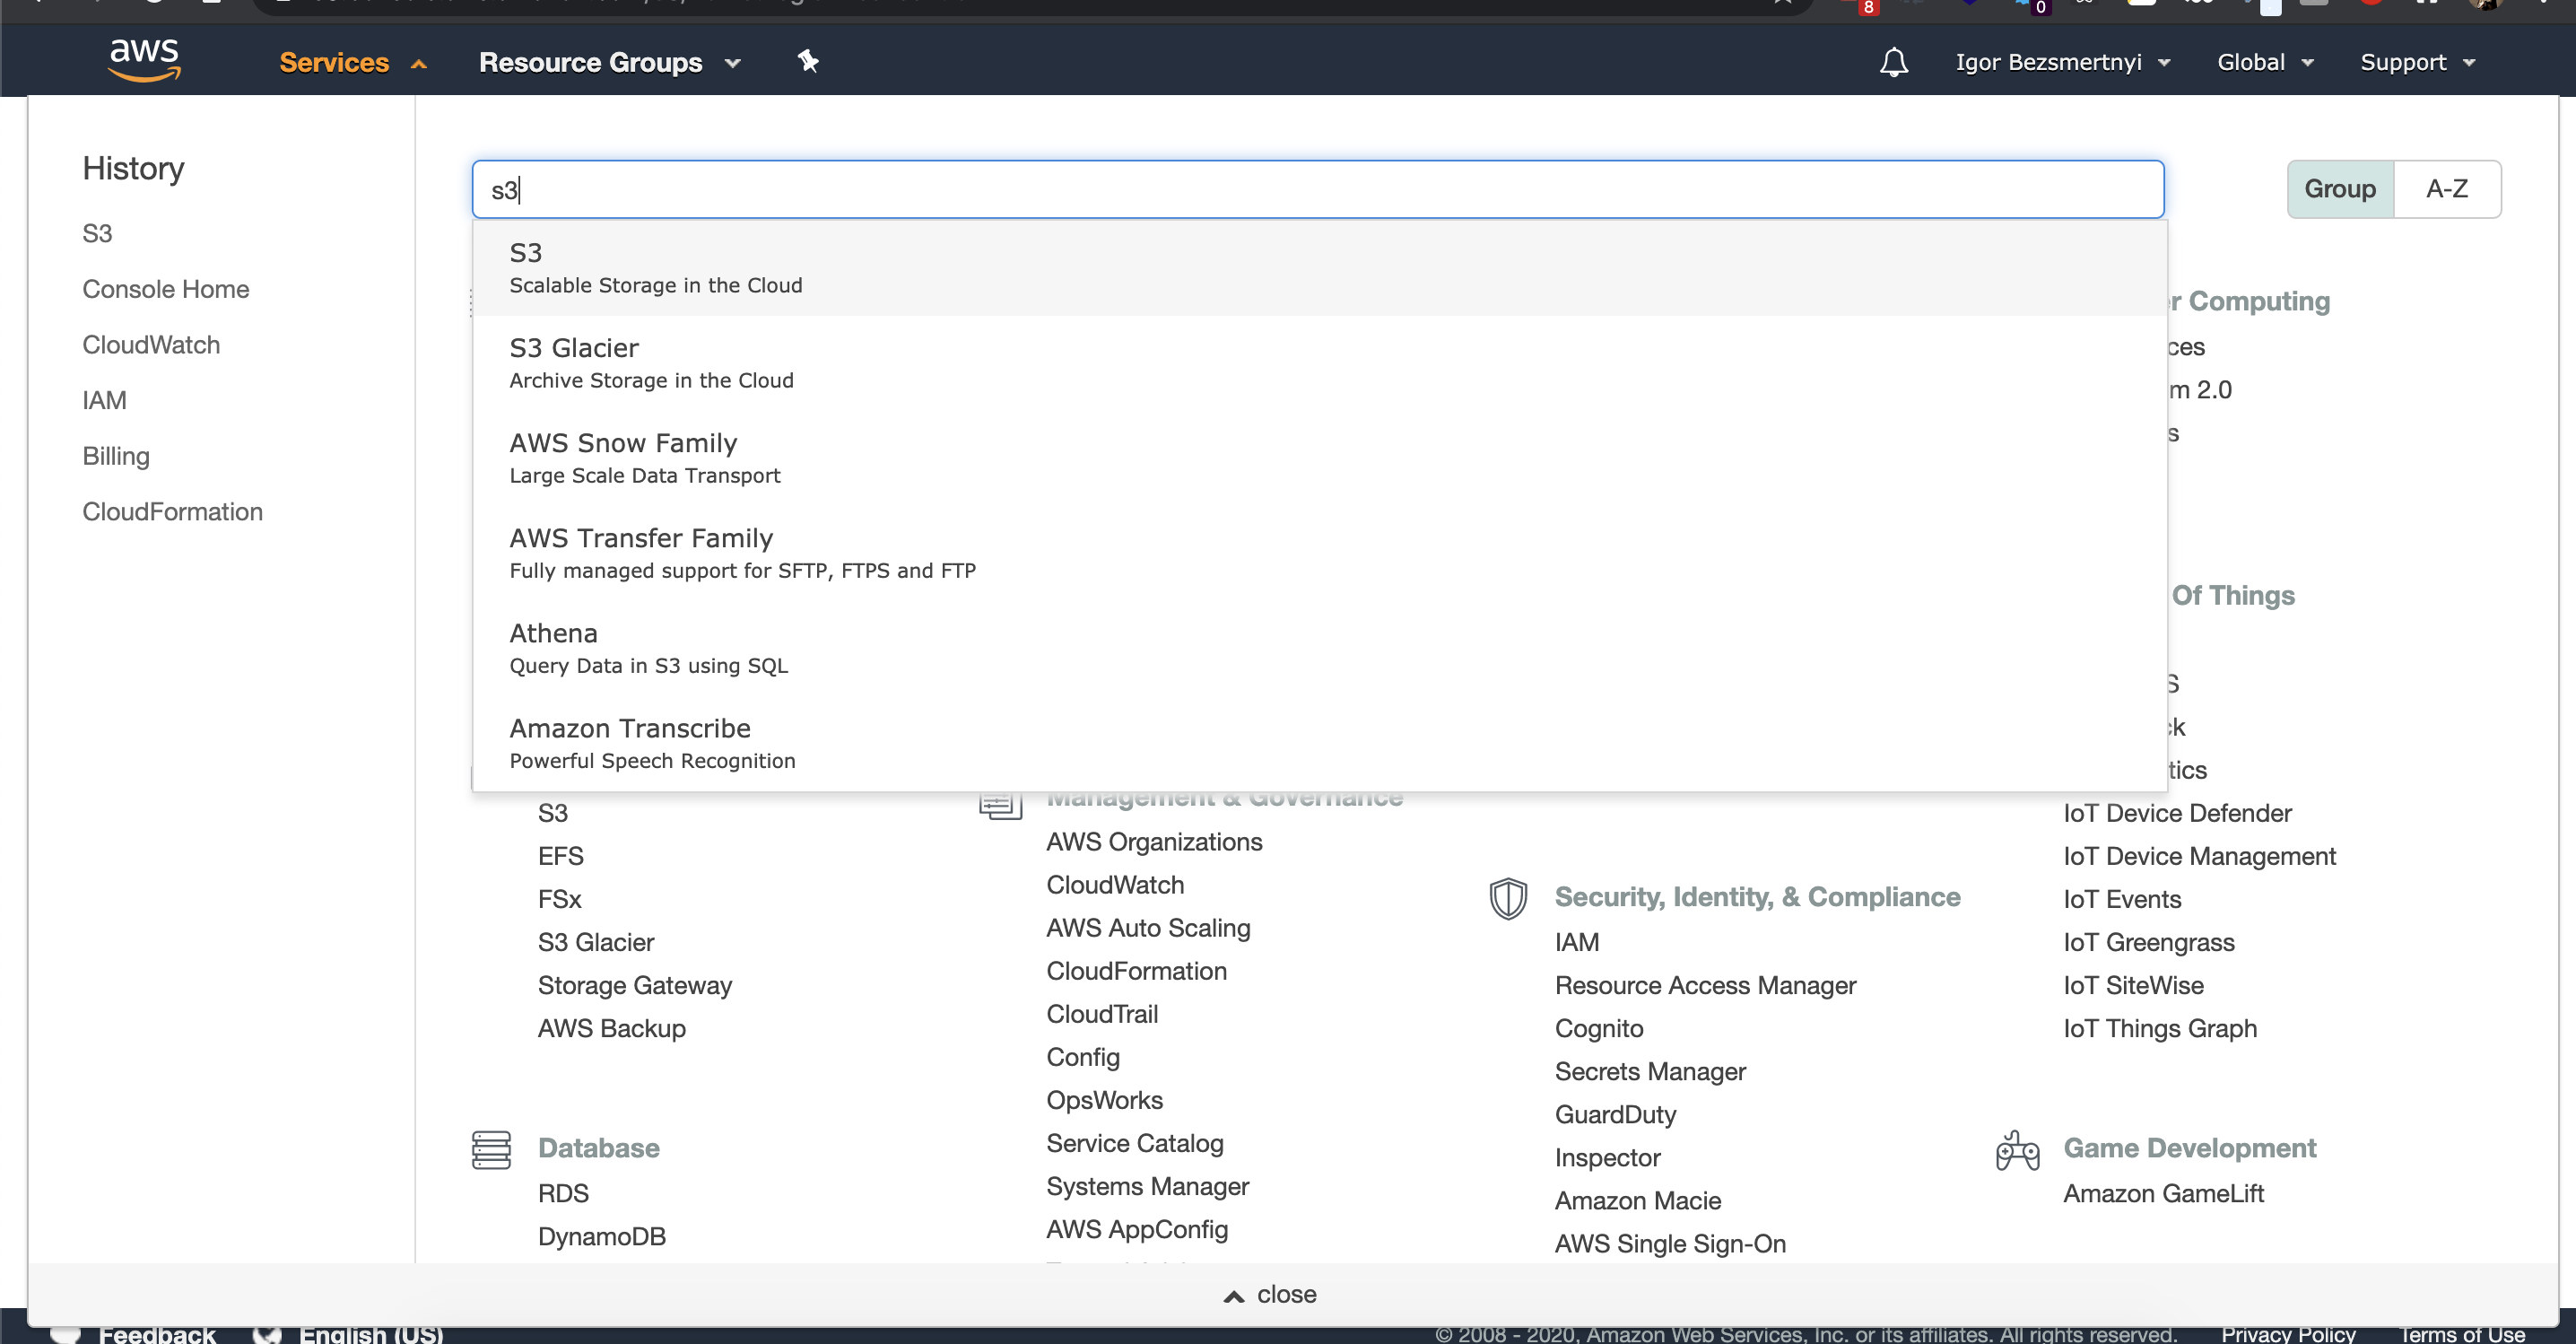 8
0
aws
Services
Resource Groups
Igor Bezsmertnyi
Global
Support
History
S3
Console Home
CloudWatch
IAM
Billing
CloudFormation
s3
Group
A-Z
S3
Scalable Storage in the Cloud
S3 Glacier
Archive Storage in the Cloud
AWS Snow Family
Large Scale Data Transport
AWS Transfer Family
Fully managed support for SFTP, FTPS and FTP
Athena
Query Data in S3 using SQL
Amazon Transcribe
Powerful Speech Recognition
S3
EFS
FSx
S3 Glacier
Storage Gateway
AWS Backup
Database
RDS
DynamoDB
Management & Governance
AWS Organizations
CloudWatch
AWS Auto Scaling
CloudFormation
CloudTrail
Config
OpsWorks
Service Catalog
Systems Manager
AWS AppConfig
Security, Identity, & Compliance
IAM
Resource Access Manager
Cognito
Secrets Manager
GuardDuty
Inspector
Amazon Macie
AWS Single Sign-On
r Computing
ces
m 2.0
s
Of Things
S
ck
tics
IoT Device Defender
IoT Device Management
IoT Events
IoT Greengrass
IoT SiteWise
IoT Things Graph
Game Development
Amazon GameLift
close
Feedback
English (US)
© 2008 - 2020, Amazon Web Services, Inc. or its affiliates. All rights reserved.
Privacy Policy
Terms of Use